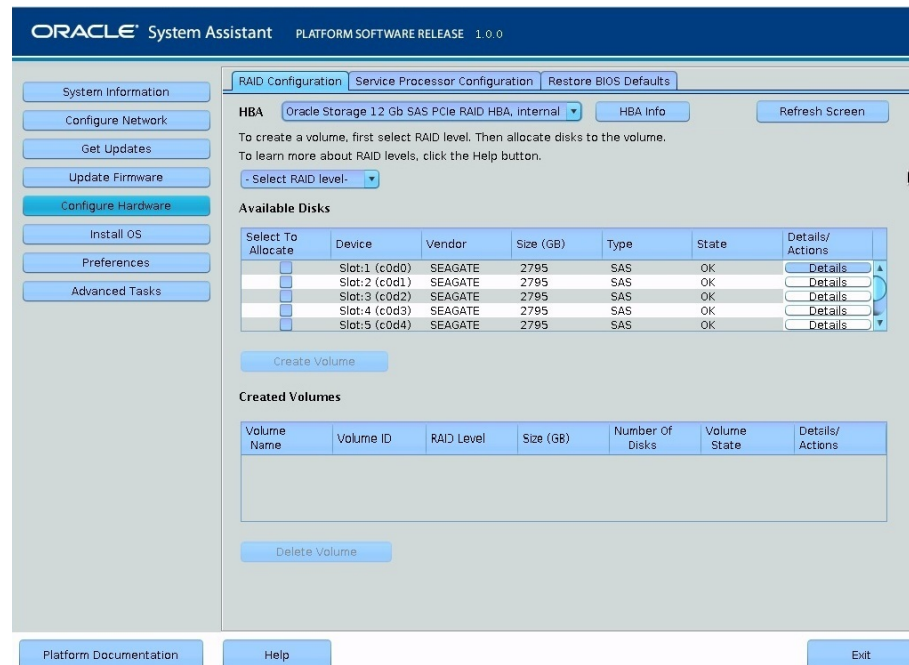 ORACLE System Assistant PLATFORM SOFTWARE RELEASE 1.0.0
System Information
Configure Network
Get Updates
Update Firmware
Configure Hardware
Install OS
Preferences
Advanced Tasks
RAID Configuration Service Processor Configuration Restore BIOS Defaults
HBA Oracle Storage 12 Gb SAS PCIe RAID HBA, internal HBA Info Refresh Screen
To create a volume, first select RAID level. Then allocate disks to the volume.
To learn more about RAID levels, click the Help button.
- Select RAID level-
Available Disks
Select To Allocate Device Vendor Size (GB) Type State Details/ Actions
Slot:1 (c0d0) SEAGATE 2795 SAS OK Details
Slot:2 (c0d1) SEAGATE 2795 SAS OK Details
Slot:3 (c0d2) SEAGATE 2795 SAS OK Details
Slot:4 (c0d3) SEAGATE 2795 SAS OK Details
Slot:5 (c0d4) SEAGATE 2795 SAS OK Details
Create Volume
Created Volumes
Volume Name Volume ID RAID Level Size (GB) Number Of Disks Volume State Details/ Actions
Delete Volume
Platform Documentation Help Exit